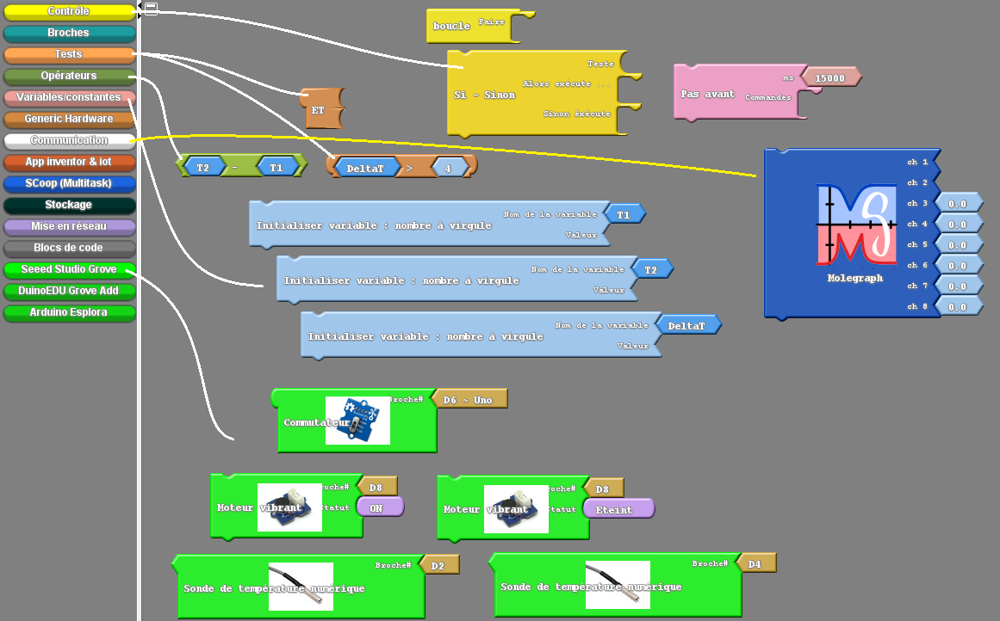 Contrôle
Broches
Tests
Opérateurs
Variables/constantes
Generic Hardware
Communication
App inventor & iot
SCoop (Multitask)
Stockage
Mise en réseau
Blocs de code
Seeed Studio Grove
DuinoEDU Grove Add
Arduino Esplora
boucle Faire
Teste
Alors exécute ...
Si - Sinon
Sinon éxécute
ms 15000
Pas avant Commandes
ET
T2 - T1
DeltaT > 4
Nom de la variable T1
Initialiser variable : nombre à virgule
Valeur
Nom de la variable T2
Initialiser variable : nombre à virgule
Valeur
Nom de la variable DeltaT
Initialiser variable : nombre à virgule
Valeur
ch 1
ch 2
ch 3 0.0
ch 4 0.0
ch 5 0.0
ch 6 0.0
ch 7 0.0
ch 8 0.0
Molegraph
Broche# D6 ~ Uno
Commutateur
roche# D8
Moteur vibrant Statut ON
roche# D8
Moteur vibrant Statut Eteint
Broche# D2
Sonde de température numérique
Broche# D4
Sonde de température numérique